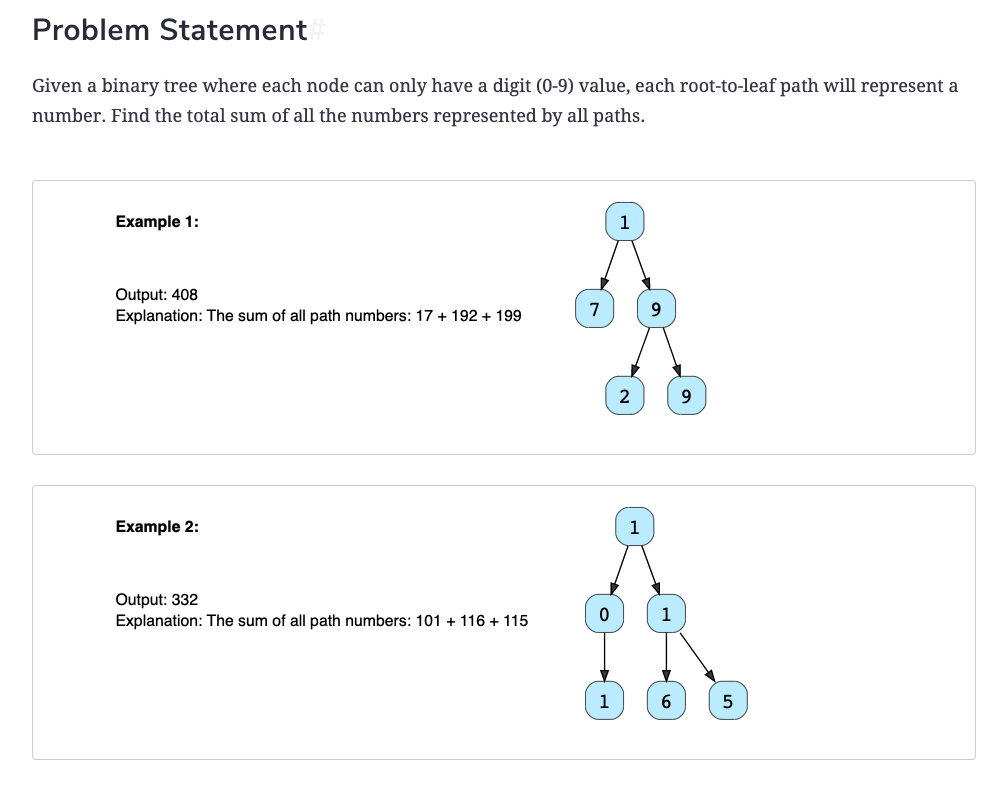 Problem Statement#
Given a binary tree where each node can only have a digit (0-9) value, each root-to-leaf path will represent a
number. Find the total sum of all the numbers represented by all paths.
Example 1:
Output: 408
Explanation: The sum of all path numbers: 17 + 192 + 199
1
7 9
2 9
Example 2:
Output: 332
Explanation: The sum of all path numbers: 101 + 116 + 115
1
0 1
1 6 5